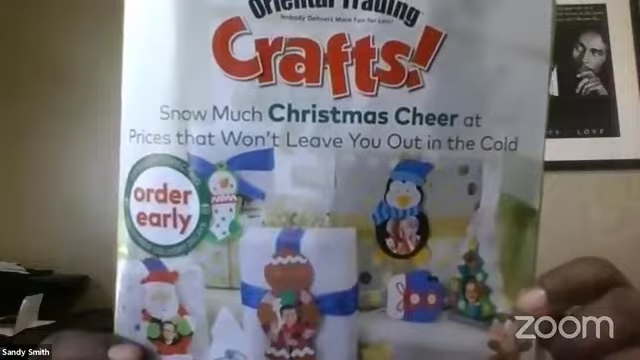 Oriental Trading
Nobody Delivers More Fun for Less!
Crafts!
Snow Much Christmas Cheer at
Prices that Won't Leave You Out in the Cold
order
early
LOVE
zoom
Sandy Smith